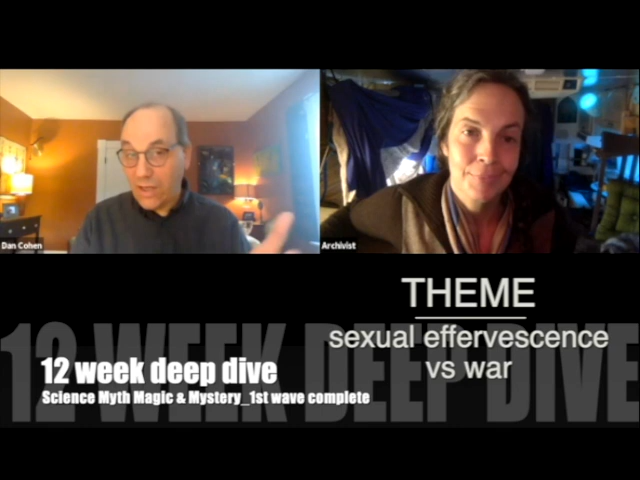 Dan Cohen
Archivist
THEME
sexual effervescence
vs war
12 WEEK DEEP DIVE
12 week deep dive
Science Myth Magic & Mystery_1st wave complete